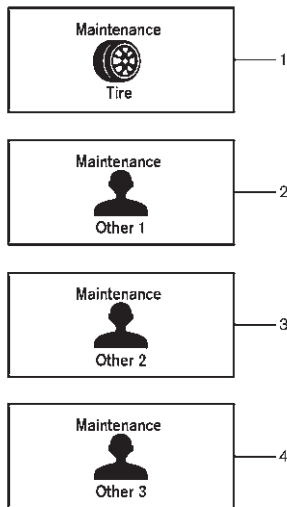 Maintenance
Tire
1
Maintenance
Other 1
2
Maintenance
Other 2
3
Maintenance
Other 3
4